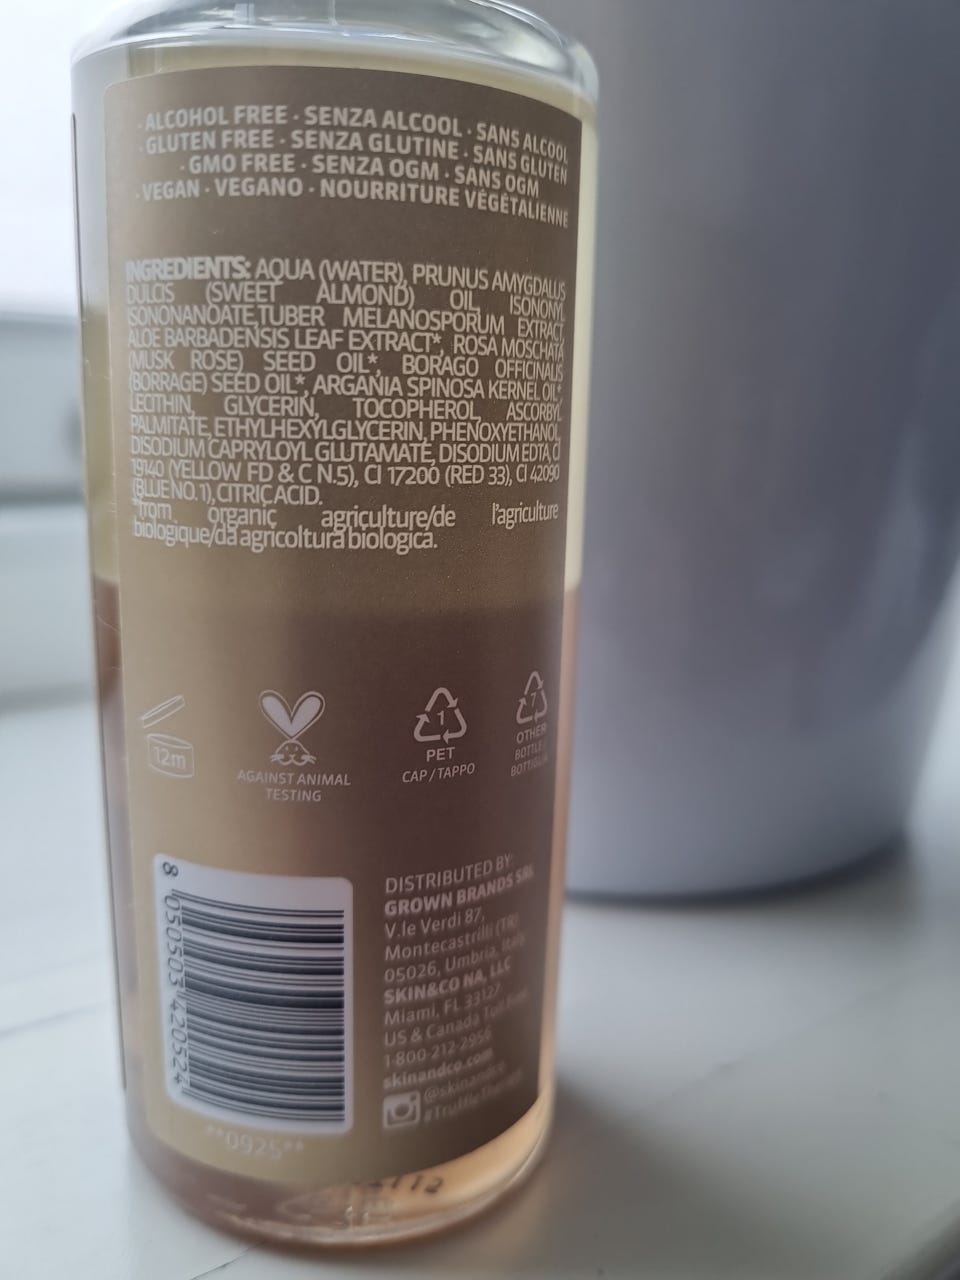 · ALCOHOL FREE · SENZA ALCOOL · SANS ALCOOL
· GLUTEN FREE · SENZA GLUTINE · SANS GLUTEN
· GMO FREE · SENZA OGM · SANS OGM
· VEGAN · VEGANO · NOURRITURE VÉGÉTALIENNE
INGREDIENTS: AQUA (WATER), PRUNUS AMYGDALUS
DULCIS (SWEET ALMOND) OIL, ISONONYL
ISONONANOATE, TUBER MELANOSPORUM EXTRACT,
ALOE BARBADENSIS LEAF EXTRACT*, ROSA MOSCHATA
(MUSK ROSE) SEED OIL*, BORAGO OFFICINALIS
(BORRAGE) SEED OIL*, ARGANIA SPINOSA KERNEL OIL*,
LECITHIN, GLYCERIN, TOCOPHEROL, ASCORBYL
PALMITATE, ETHYLHEXYLGLYCERIN, PHENOXYETHANOL,
DISODIUM CAPRYLOYL GLUTAMATE, DISODIUM EDTA, CI
19140 (YELLOW FD & C N.5), CI 17200 (RED 33), CI 42090
(BLUE NO. 1), CITRIC ACID.
*from organic agriculture/de l'agriculture
biologique/da agricoltura biologica.
12m
AGAINST ANIMAL
TESTING
1
PET
CAP / TAPPO
7
OTHER
BOTTLE/
BOTTIGLIA
8 050503 420524
**0925**
DISTRIBUTED BY:
GROWN BRANDS SRL
V.le Verdi 87,
Montecastrilli (TR)
05026, Umbria, Italy
SKIN&CO NA, LLC
Miami, FL 33127
US & Canada Toll Free
1-800-212-2956
skinandco.com
@skinandco